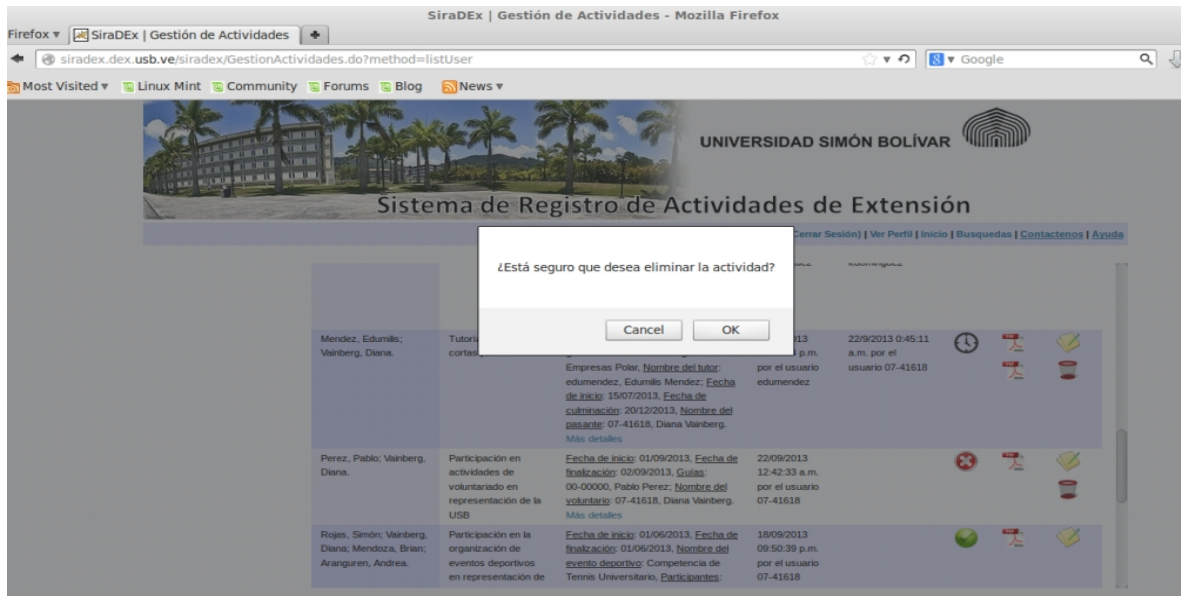 SiraDEx | Gestión de Actividades - Mozilla Firefox
Firefox
SiraDEx | Gestión de Actividades
siradex.dex.usb.ve/siradex/GestionActividades.do?method=listUser
Google
Most Visited
Linux Mint
Community
Forums
Blog
News
UNIVERSIDAD SIMÓN BOLÍVAR
Sistema de Registro de Actividades de Extensión
Cerrar Sesión) | Ver Perfil | Inicio | Busquedas | Contactenos | Ayuda
¿Está seguro que desea eliminar la actividad?
Cancel
OK
Mendez, Edumilis;
Vainberg, Diana.
Tutoría
cortas
Empresas Polar, Nombre del tutor:
edumendez, Edumilis Mendez; Fecha
de inicio: 15/07/2013, Fecha de
culminación: 20/12/2013, Nombre del
pasante: 07-41618, Diana Vainberg.
Más detalles
p.m.
por el usuario
edumendez
22/9/2013 0:45:11
a.m. por el
usuario 07-41618
Perez, Pablo; Vainberg,
Diana.
Participación en
actividades de
voluntariado en
representación de la
USB
Fecha de inicio: 01/09/2013, Fecha de
finalización: 02/09/2013, Guías:
00-00000, Pablo Perez; Nombre del
voluntario: 07-41618, Diana Vainberg.
Más detalles
22/09/2013
12:42:33 a.m.
por el usuario
07-41618
Rojas, Simón; Vainberg,
Diana; Mendoza, Brian;
Aranguren, Andrea.
Participación en la
organización de
eventos deportivos
en representación de
Fecha de inicio: 01/06/2013, Fecha de
finalización: 01/06/2013, Nombre del
evento deportivo: Competencia de
Tennis Universitario, Participantes:
18/09/2013
09:50:39 p.m.
por el usuario
07-41618